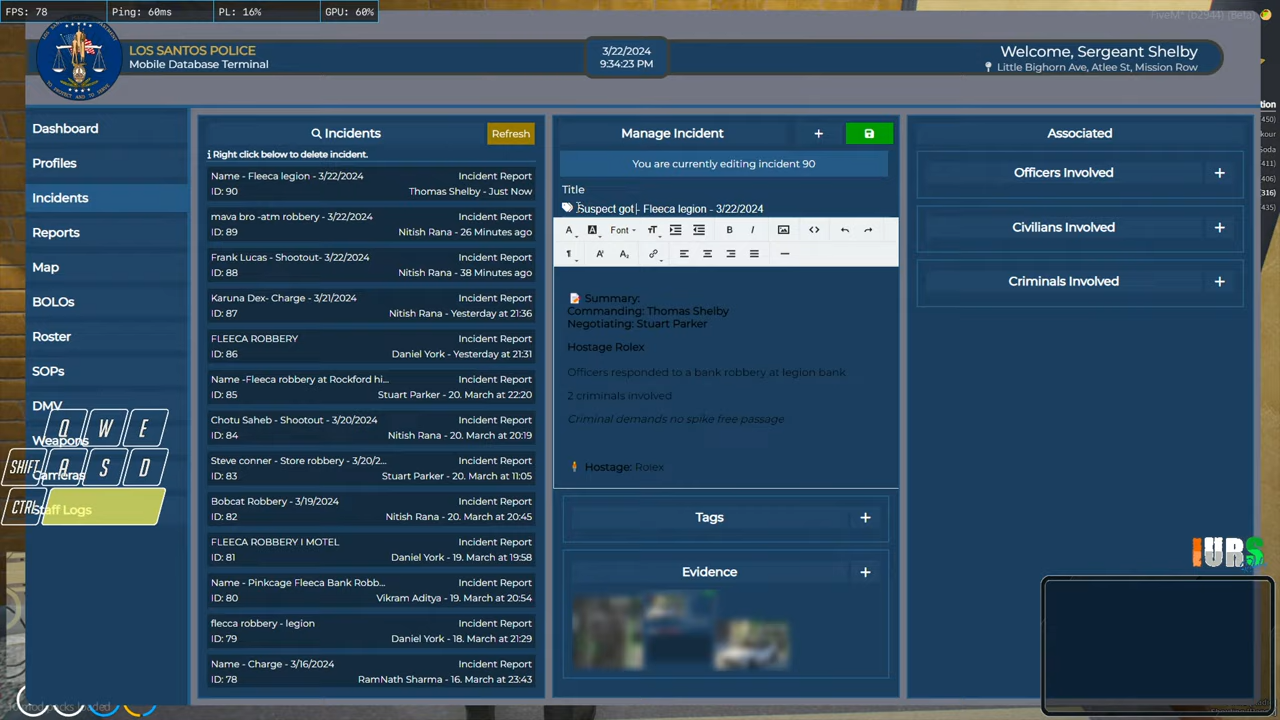 FPS: 78
Ping: 60ms
PL: 16%
GPU: 60%
FiveM* (b2944) [Beta]
LOS SANTOS POLICE
Mobile Database Terminal
3/22/2024
9:34:23 PM
Welcome, Sergeant Shelby
Little Bighorn Ave, Atlee St, Mission Row
Dashboard
Profiles
Incidents
Reports
Map
BOLOs
Roster
SOPs
DMV
Weapons
Cameras
Staff Logs
Q W E
SHIFT A S D
CTRL
Incidents
Refresh
Right click below to delete incident.
Name - Fleeca legion - 3/22/2024 Incident Report
ID: 90 Thomas Shelby - Just Now
mava bro -atm robbery - 3/22/2024 Incident Report
ID: 89 Nitish Rana - 26 Minutes ago
Frank Lucas - Shootout- 3/22/2024 Incident Report
ID: 88 Nitish Rana - 38 Minutes ago
Karuna Dex- Charge - 3/21/2024 Incident Report
ID: 87 Nitish Rana - Yesterday at 21:36
FLEECA ROBBERY Incident Report
ID: 86 Daniel York - Yesterday at 21:31
Name -Fleeca robbery at Rockford hi... Incident Report
ID: 85 Stuart Parker - 20. March at 22:20
Chotu Saheb - Shootout - 3/20/2024 Incident Report
ID: 84 Nitish Rana - 20. March at 20:19
Steve conner - Store robbery - 3/20/2... Incident Report
ID: 83 Stuart Parker - 20. March at 11:05
Bobcat Robbery - 3/19/2024 Incident Report
ID: 82 Nitish Rana - 20. March at 20:45
FLEECA ROBBERY I MOTEL Incident Report
ID: 81 Daniel York - 19. March at 19:58
Name - Pinkcage Fleeca Bank Robb... Incident Report
ID: 80 Vikram Aditya - 19. March at 20:54
flecca robbery - legion Incident Report
ID: 79 Daniel York - 18. March at 21:29
Name - Charge - 3/16/2024 Incident Report
ID: 78 RamNath Sharma - 16. March at 23:43
Manage Incident
You are currently editing incident 90
Title
Suspect got - Fleeca legion - 3/22/2024
Font
Summary:
Commanding: Thomas Shelby
Negotiating: Stuart Parker
Hostage Rolex
Officers responded to a bank robbery at legion bank
2 criminals involved
Criminal demands no spike free passage
Hostage: Rolex
Tags
Evidence
Associated
Officers Involved
Civilians Involved
Criminals Involved
IURS